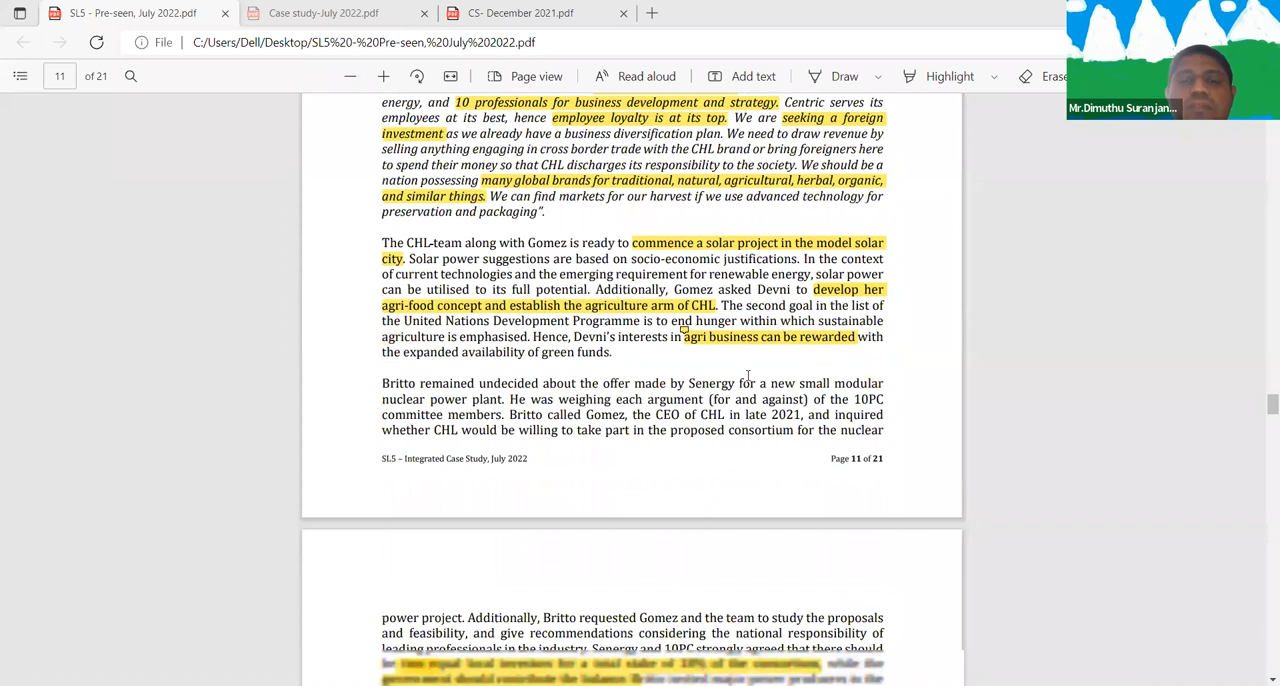 SL5 - Pre-seen, July 2022.pdf
Case study-July 2022.pdf
CS- December 2021.pdf
File
C:/Users/Dell/Desktop/SL5%20-%20Pre-seen,%20July%202022.pdf
11 of 21
Page view
Read aloud
Add text
Draw
Highlight
Erase
Mr.Dimuthu Suranjan...
energy, and 10 professionals for business development and strategy. Centric serves its
employees at its best, hence employee loyalty is at its top. We are seeking a foreign
investment as we already have a business diversification plan. We need to draw revenue by
selling anything engaging in cross border trade with the CHL brand or bring foreigners here
to spend their money so that CHL discharges its responsibility to the society. We should be a
nation possessing many global brands for traditional, natural, agricultural, herbal, organic,
and similar things. We can find markets for our harvest if we use advanced technology for
preservation and packaging”.
The CHL-team along with Gomez is ready to commence a solar project in the model solar
city. Solar power suggestions are based on socio-economic justifications. In the context
of current technologies and the emerging requirement for renewable energy, solar power
can be utilised to its full potential. Additionally, Gomez asked Devni to develop her
agri-food concept and establish the agriculture arm of CHL. The second goal in the list of
the United Nations Development Programme is to end hunger within which sustainable
agriculture is emphasised. Hence, Devni’s interests in agri business can be rewarded with
the expanded availability of green funds.
Britto remained undecided about the offer made by Senergy for a new small modular
nuclear power plant. He was weighing each argument (for and against) of the 10PC
committee members. Britto called Gomez, the CEO of CHL in late 2021, and inquired
whether CHL would be willing to take part in the proposed consortium for the nuclear
SL5 – Integrated Case Study, July 2022
Page 11 of 21
power project. Additionally, Britto requested Gomez and the team to study the proposals
and feasibility, and give recommendations considering the national responsibility of
leading professionals in the industry. Senergy and 10PC strongly agreed that there should